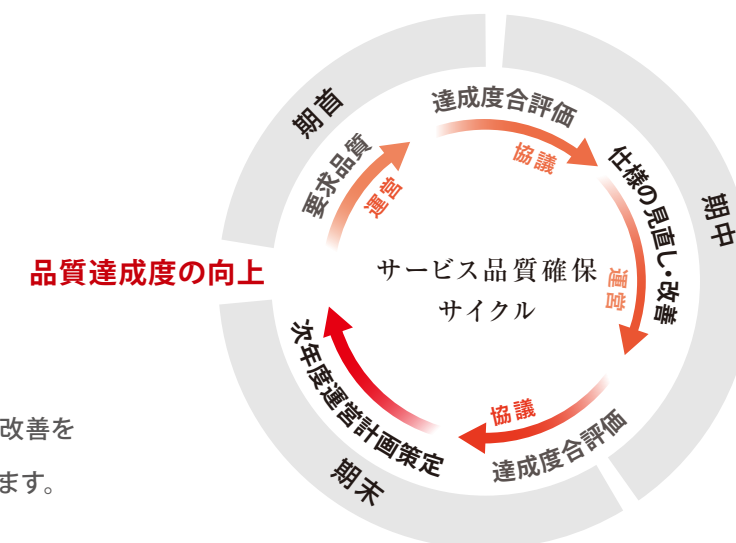 期首
達成度合評価
協議
要求品質
運営
仕様の見直し・改善
運営
期中
品質達成度の向上
サービス品質確保
サイクル
次年度運営計画策定
協議
達成度合評価
期末
改善を
ます。